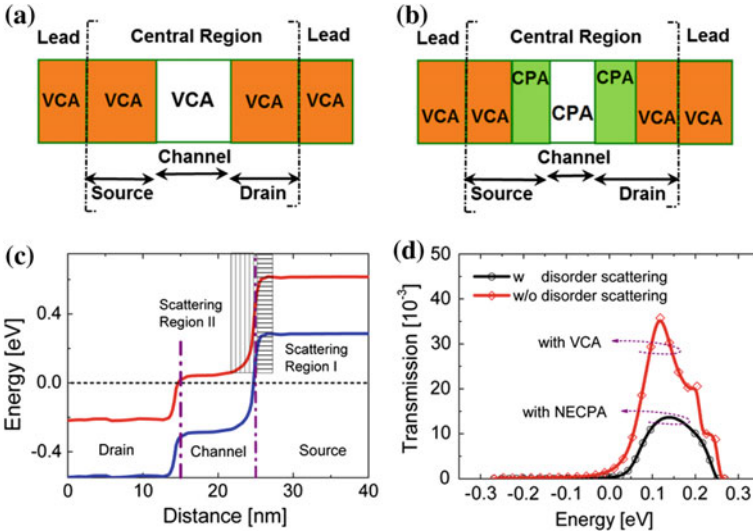 (a)
Lead Central Region Lead
VCA VCA VCA VCA VCA
Channel
Source Drain
(b)
Lead Central Region Lead
CPA CPA
VCA VCA CPA VCA VCA
Channel
Source Drain
(c)
Energy [eV]
0.4
0.0
-0.4
Scattering
Region II
Scattering
Region I
Drain Channel Source
0 10 20 30 40
Distance [nm]
(d)
Transmission [10⁻³]
50
40
30
20
10
0
w disorder scattering
w/o disorder scattering
with VCA
with NECPA
-0.3 -0.2 -0.1 0.0 0.1 0.2 0.3
Energy [eV]